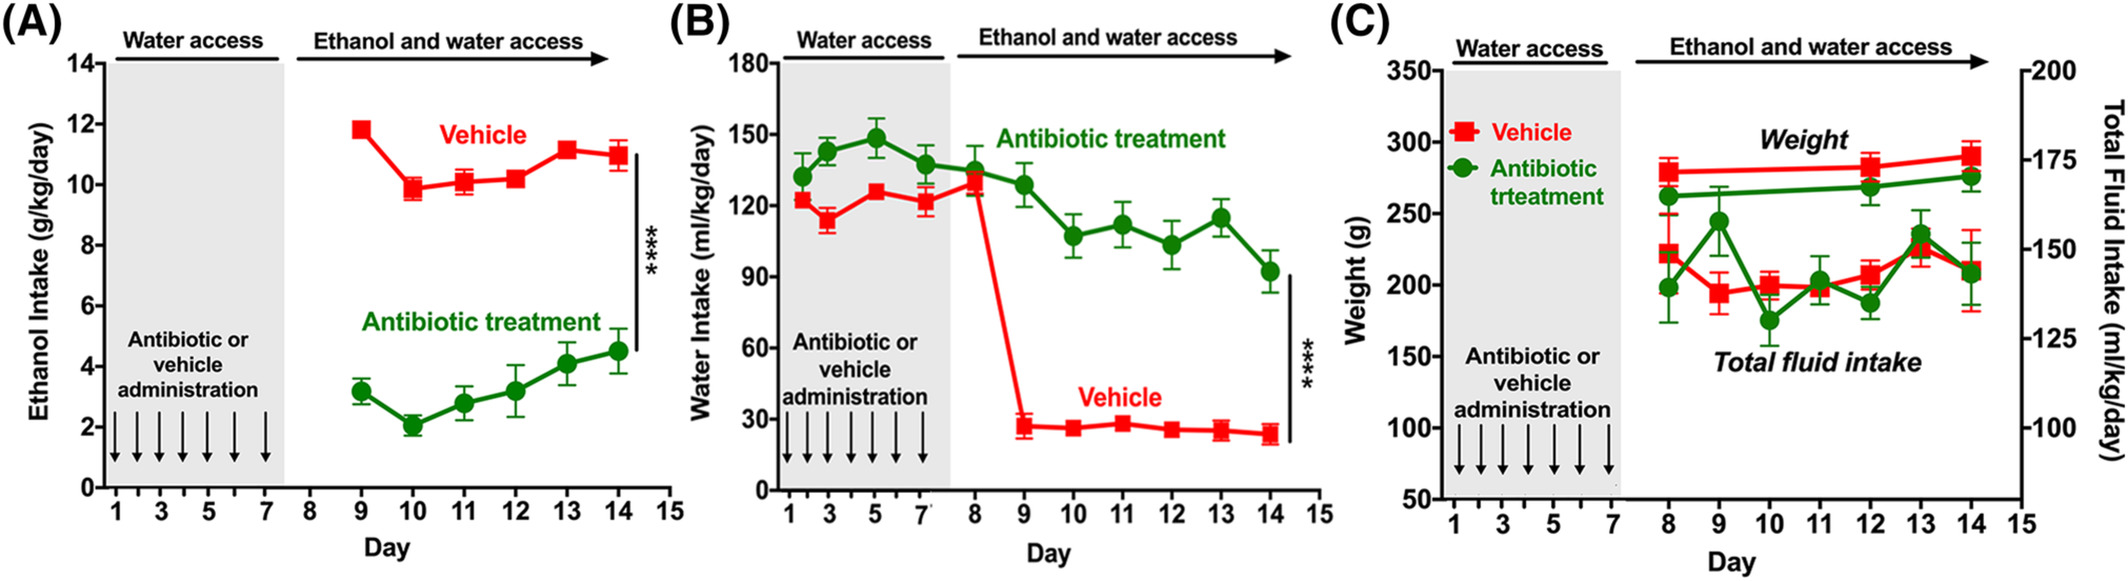 (A)
Water access
Ethanol and water access
Ethanol Intake (g/kg/day)
14
12
10
8
6
4
2
0
Vehicle
Antibiotic treatment
****
Antibiotic or
vehicle
administration
1 3 5 7 8 9 10 11 12 13 14 15
Day
(B)
Water access
Ethanol and water access
Water Intake (ml/kg/day)
180
150
120
90
60
30
0
Antibiotic treatment
Vehicle
****
Antibiotic or
vehicle
administration
1 3 5 7 8 9 10 11 12 13 14 15
Day
(C)
Water access
Ethanol and water access
Weight (g)
350
300
250
200
150
100
50
Vehicle
Antibiotic
trteatment
Weight
Total fluid intake
Antibiotic or
vehicle
administration
200
175
150
125
100
Total Fluid Intake (ml/kg/day)
1 3 5 7 8 9 10 11 12 13 14 15
Day